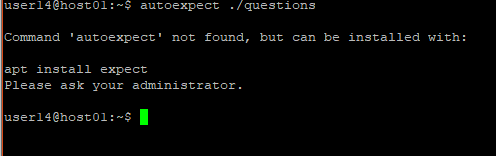 user14@host01:~$ autoexpect ./questions
Command 'autoexpect' not found, but can be installed with:
apt install expect
Please ask your administrator.
user14@host01:~$